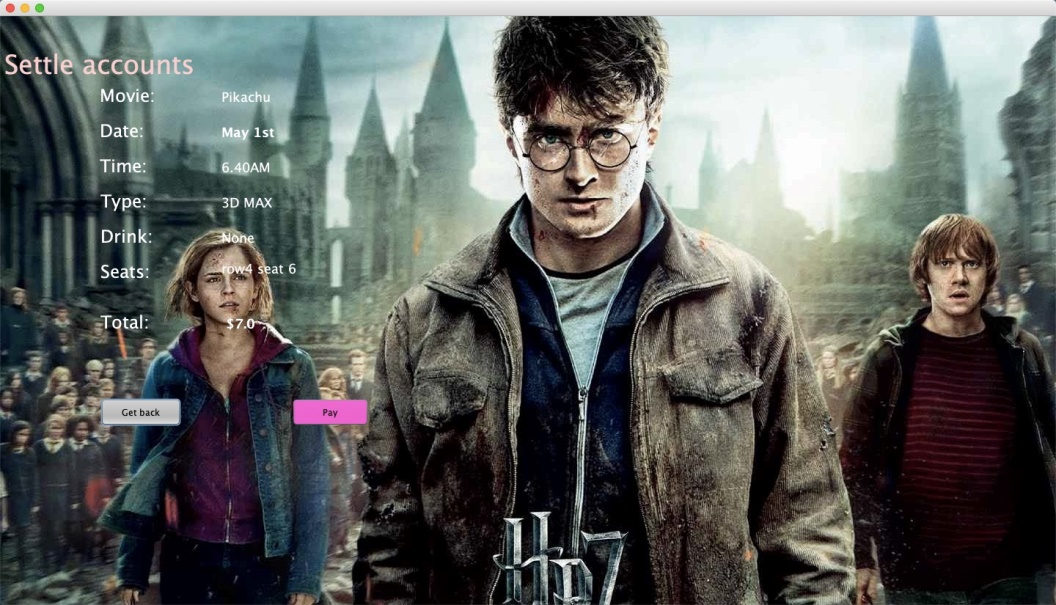 Settle accounts
Movie: Pikachu
Date: May 1st
Time: 6.40AM
Type: 3D MAX
Drink: None
Seats: row4 seat 6
Total: $7.0
Get back Pay
HP7